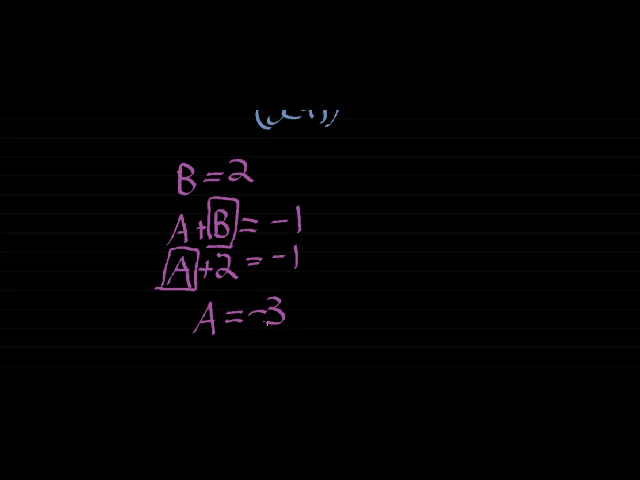 B = 2
A + B = -1
A + 2 = -1
A = -3